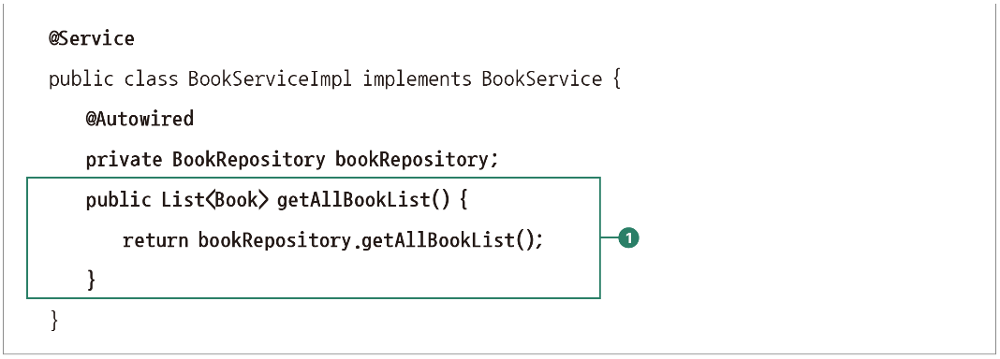 @Service
public class BookServiceImpl implements BookService {
@Autowired
private BookRepository bookRepository;
public List<Book> getAllBookList() {
return bookRepository.getAllBookList();
1
}
}